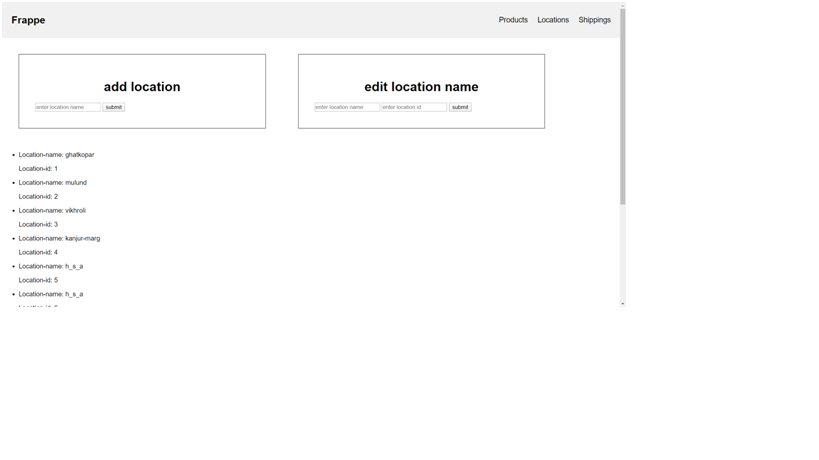 Frappe
Products Locations Shippings
add location
enter location name submit
edit location name
enter location name enter location id submit
Location-name: ghatkopar
Location-id: 1
Location-name: mulund
Location-id: 2
Location-name: vikhroli
Location-id: 3
Location-name: kanjur-marg
Location-id: 4
Location-name: h_s_a
Location-id: 5
Location-name: h_s_a